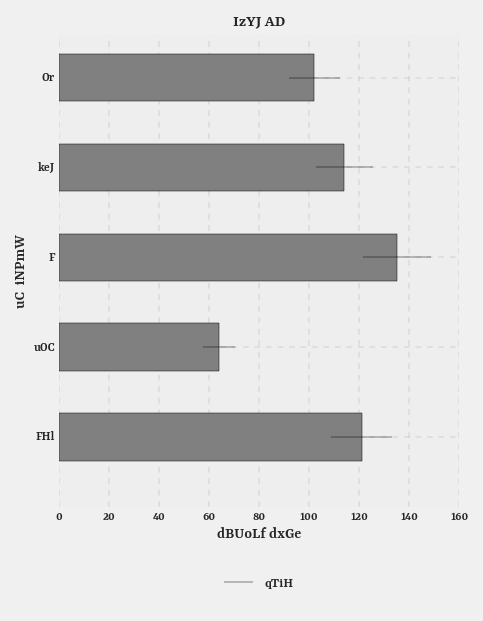 IzYJ AD
Or
keJ
F
uOC
FHl
uC iNPmW
0 20 40 60 80 100 120 140 160
dBUoLf dxGe
qTiH